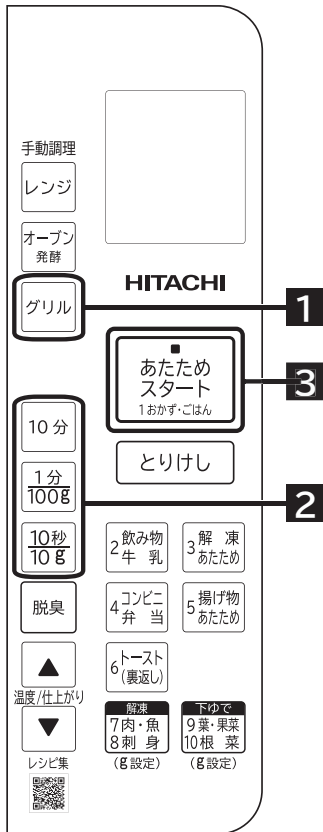 手動調理
レンジ
オーブン
発酵
グリル
HITACHI
1
あたため
スタート
1おかず・ごはん
3
10分
1分
100g
10秒
10g
2
とりけし
脱臭
2飲み物
牛乳
3解凍
あたため
4コンビニ
弁当
5揚げ物
あたため
6トースト
(裏返し)
▲
温度/仕上がり
▼
解凍
7肉・魚
8刺身
(g設定)
下ゆで
9葉・果菜
10根菜
(g設定)
レシピ集